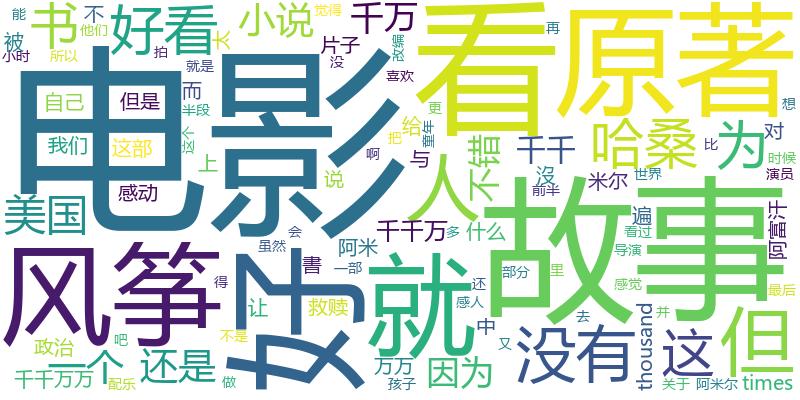 电影
看
原著
故事
好
风筝
就
人
但
没有
这
哈桑
为
不错
好看
小说
书
千万
美国
一个
还是
因为
千千
片子
不
被
小时
能
他们
觉得
太
所以
拍
就是
没
改编
喜欢
再
想
自己
但是
而
半段
这个
我们
这部
感动
上
说
给
把
童年
更
啊
与
沒
米尔
前半
世界
比
对
时候
演员
千千万
多
什么
遍
看过
导演
感觉
阿富汗
里
最后
虽然
会
阿米
書
一部
得
让
救赎
中
还
感人
部分
又
去
并
thousand
times
关于
阿米尔
政治
吧
千千万万
配乐
做
不是
万万
孩子